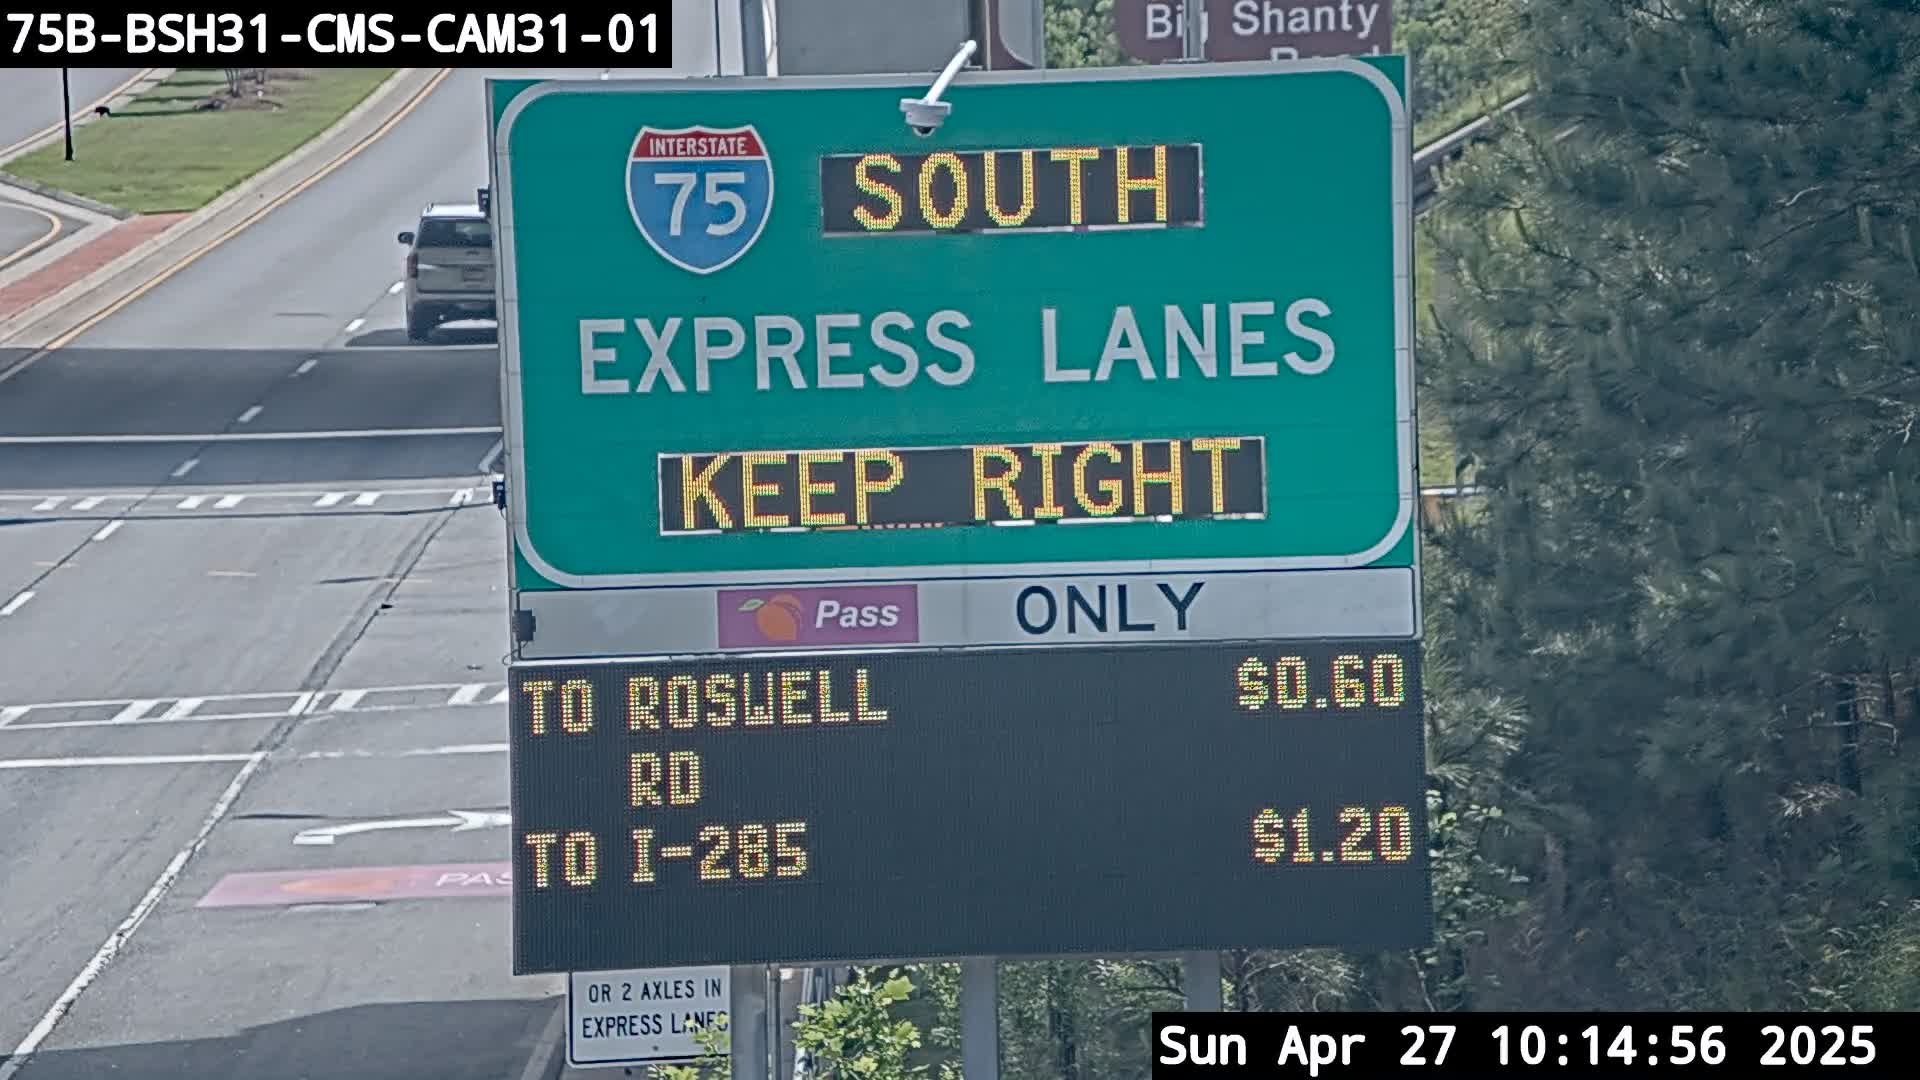 75B-BSH31-CMS-CAM31-01
Big Shanty
Road
INTERSTATE
75
SOUTH
EXPRESS LANES
KEEP RIGHT
Pass ONLY
TO ROSWELL $0.60
RD
TO I-285 $1.20
PAS
OR 2 AXLES IN
EXPRESS LANES
Sun Apr 27 10:14:56 2025